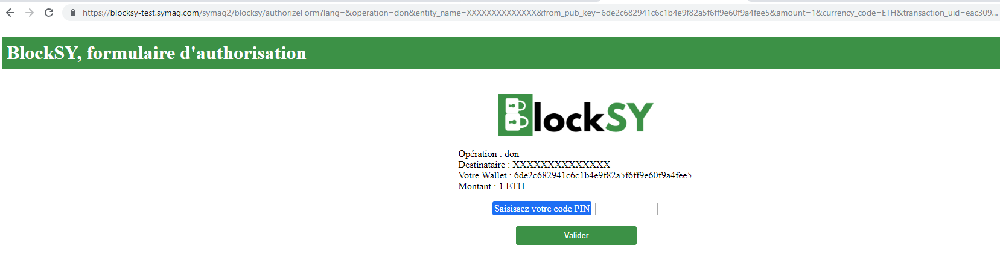 https://blocksy-test.symag.com/symag2/blocksy/authorizeForm?lang=&operation=don&entity_name=XXXXXXXXXXXXXX&from_pub_key=6de2c682941c6c1b4e9f82a5f6ff9e60f9a4fee5&amount=1&currency_code=ETH&transaction_uid=eac309...
BlockSY, formulaire d'authorisation
BlockSY
Opération : don
Destinataire : XXXXXXXXXXXXXX
Votre Wallet : 6de2c682941c6c1b4e9f82a5f6ff9e60f9a4fee5
Montant : 1 ETH
Saisissez votre code PIN
Valider